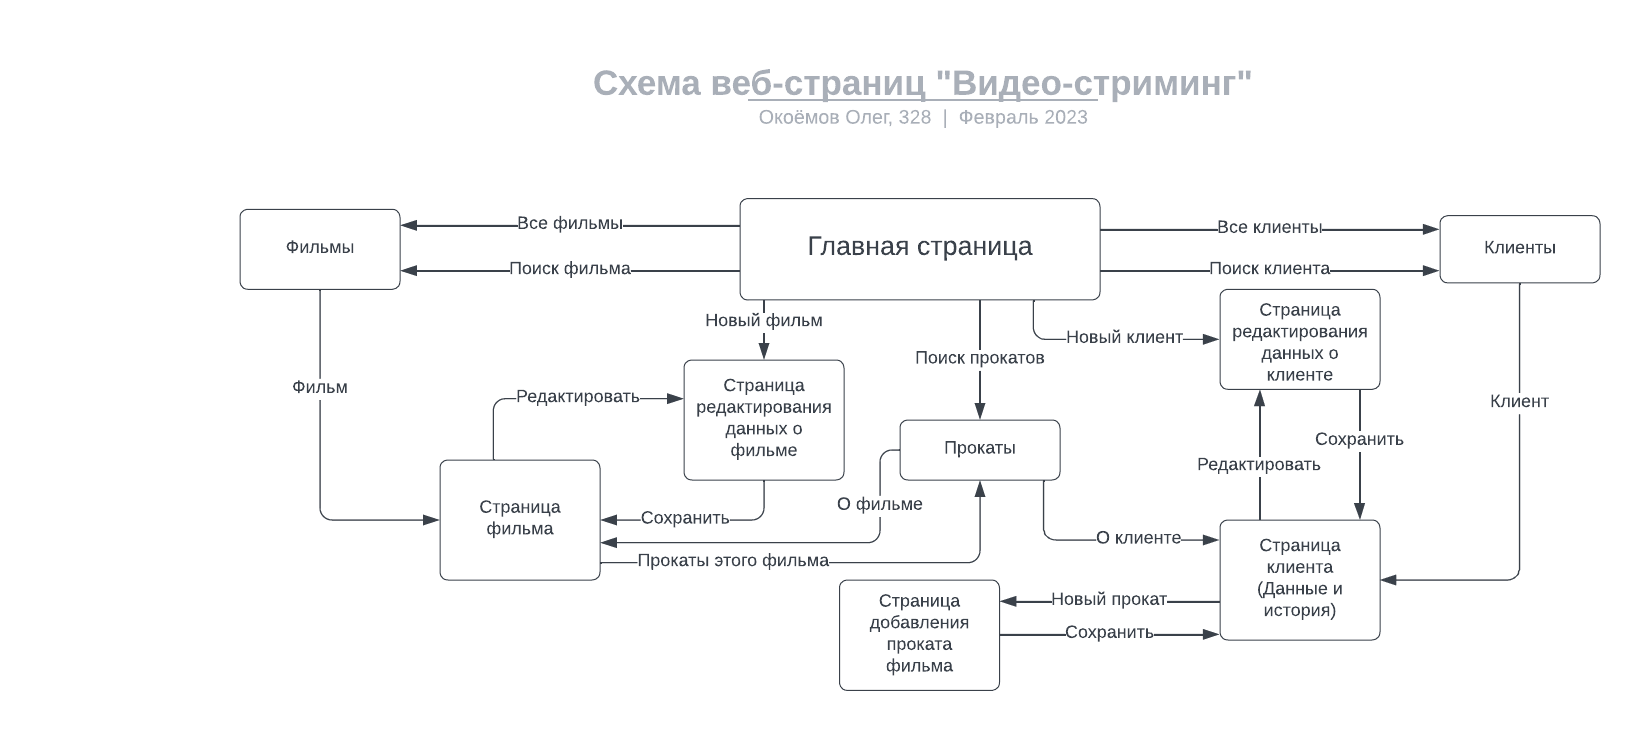 Схема веб-страниц "Видео-стриминг"
Окоёмов Олег, 328 | Февраль 2023
Все фильмы
Все клиенты
Фильмы
Главная страница
Клиенты
Поиск фильма
Поиск клиента
Новый фильм
Поиск прокатов
Новый клиент
Страница
редактирования
данных о
клиенте
Фильм
Редактировать
Страница
редактирования
данных о
фильме
Прокаты
Клиент
Сохранить
Редактировать
Страница
фильма
Сохранить
О фильме
О клиенте
Прокаты этого фильма
Страница
клиента
(Данные и
история)
Страница
добавления
проката
фильма
Новый прокат
Сохранить